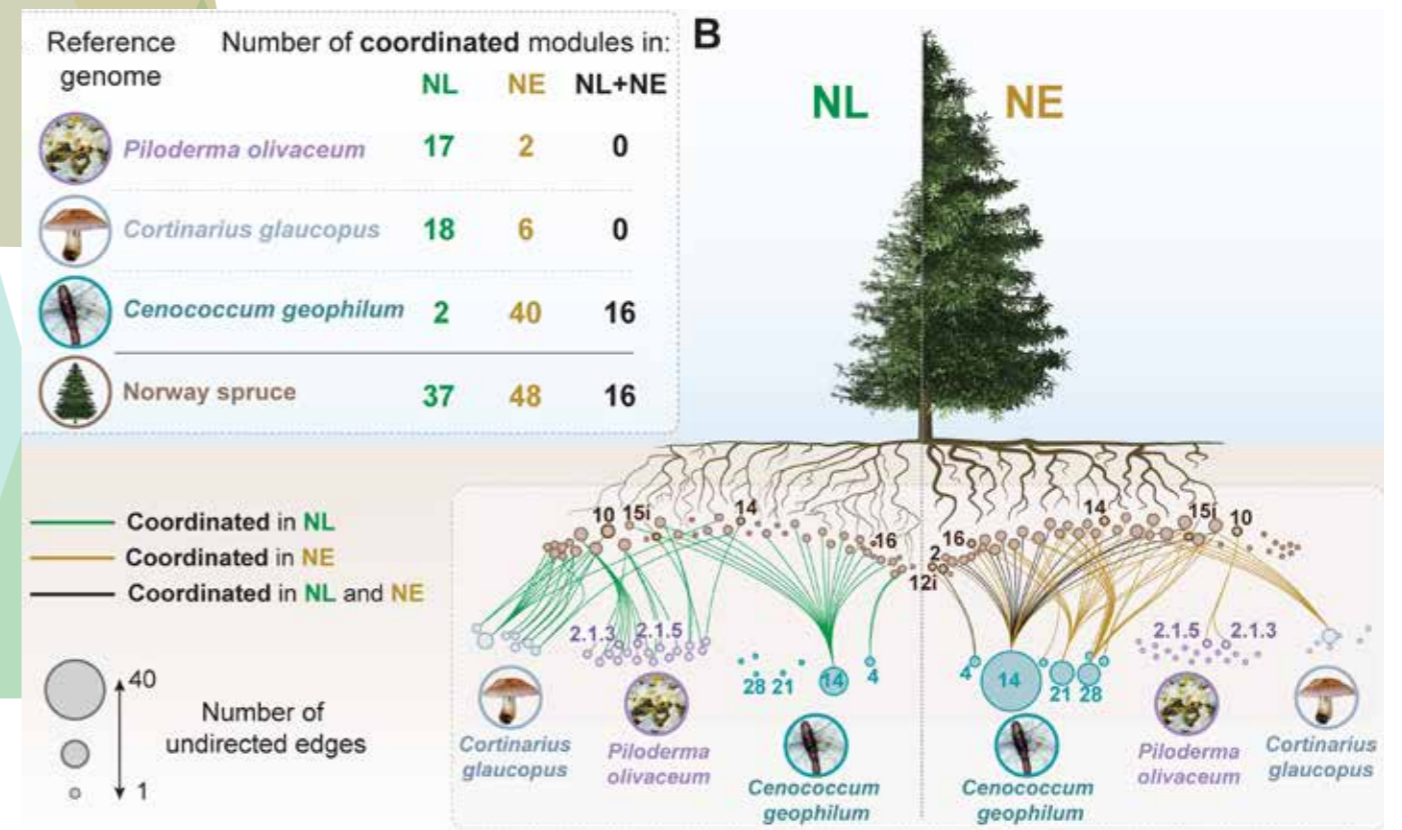 Reference genome
Number of coordinated modules in:
NL NE NL+NE
Piloderma olivaceum 17 2 0
Cortinarius glaucopus 18 6 0
Cenococcum geophilum 2 40 16
Norway spruce 37 48 16
B
NL NE
Coordinated in NL
Coordinated in NE
Coordinated in NL and NE
40
Number of
undirected edges
1
10 15i 14 16 12i 2 16 14 15i 10
2.1.3 2.1.5 2.1.5 2.1.3
28 21 14 4 4 14 21 28
Cortinarius
glaucopus
Piloderma
olivaceum
Cenococcum
geophilum
Cenococcum
geophilum
Piloderma
olivaceum
Cortinarius
glaucopus